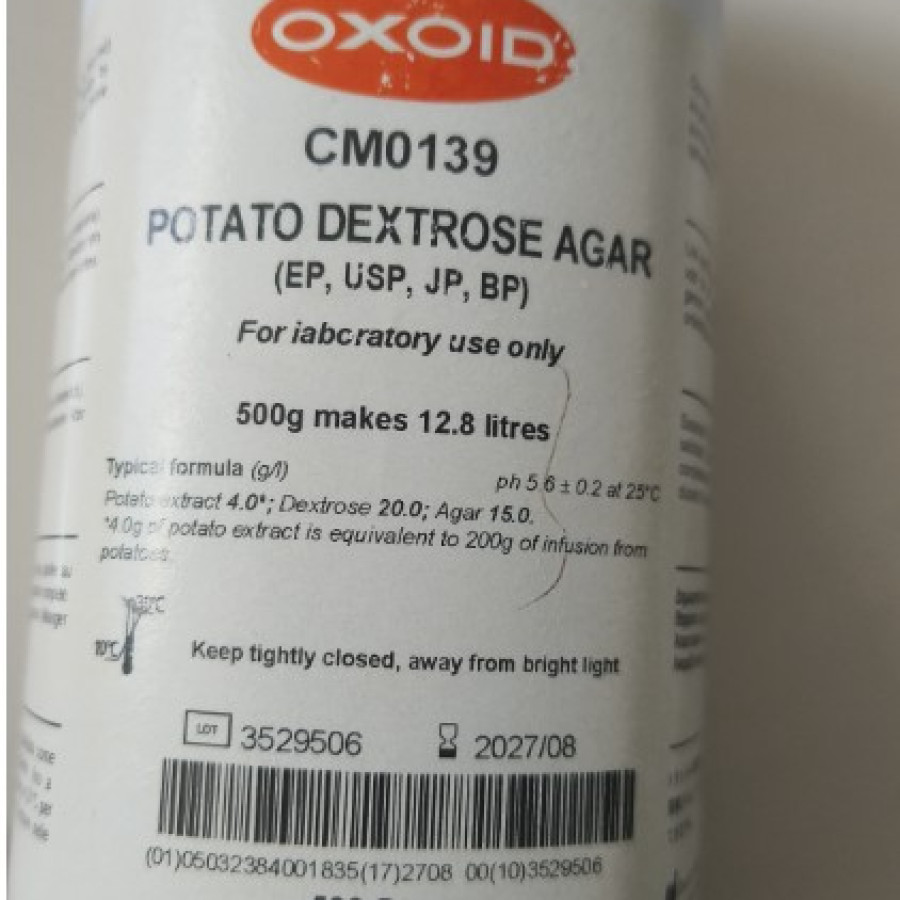 OXOID
CM0139
POTATO DEXTROSE AGAR
(EP, USP, JP, BP)
For laboratory use only
500g makes 12.8 litres
Typical formula (g/l)
ph 5.6 ± 0.2 at 25°C
Potato extract 4.0*; Dextrose 20.0; Agar 15.0.
*4.0g of potato extract is equivalent to 200g of infusion from
potatoes.
10°C
Keep tightly closed, away from bright light
LOT 3529506 2027/08
(01)05032384001835(17)2708 00(10)3529506